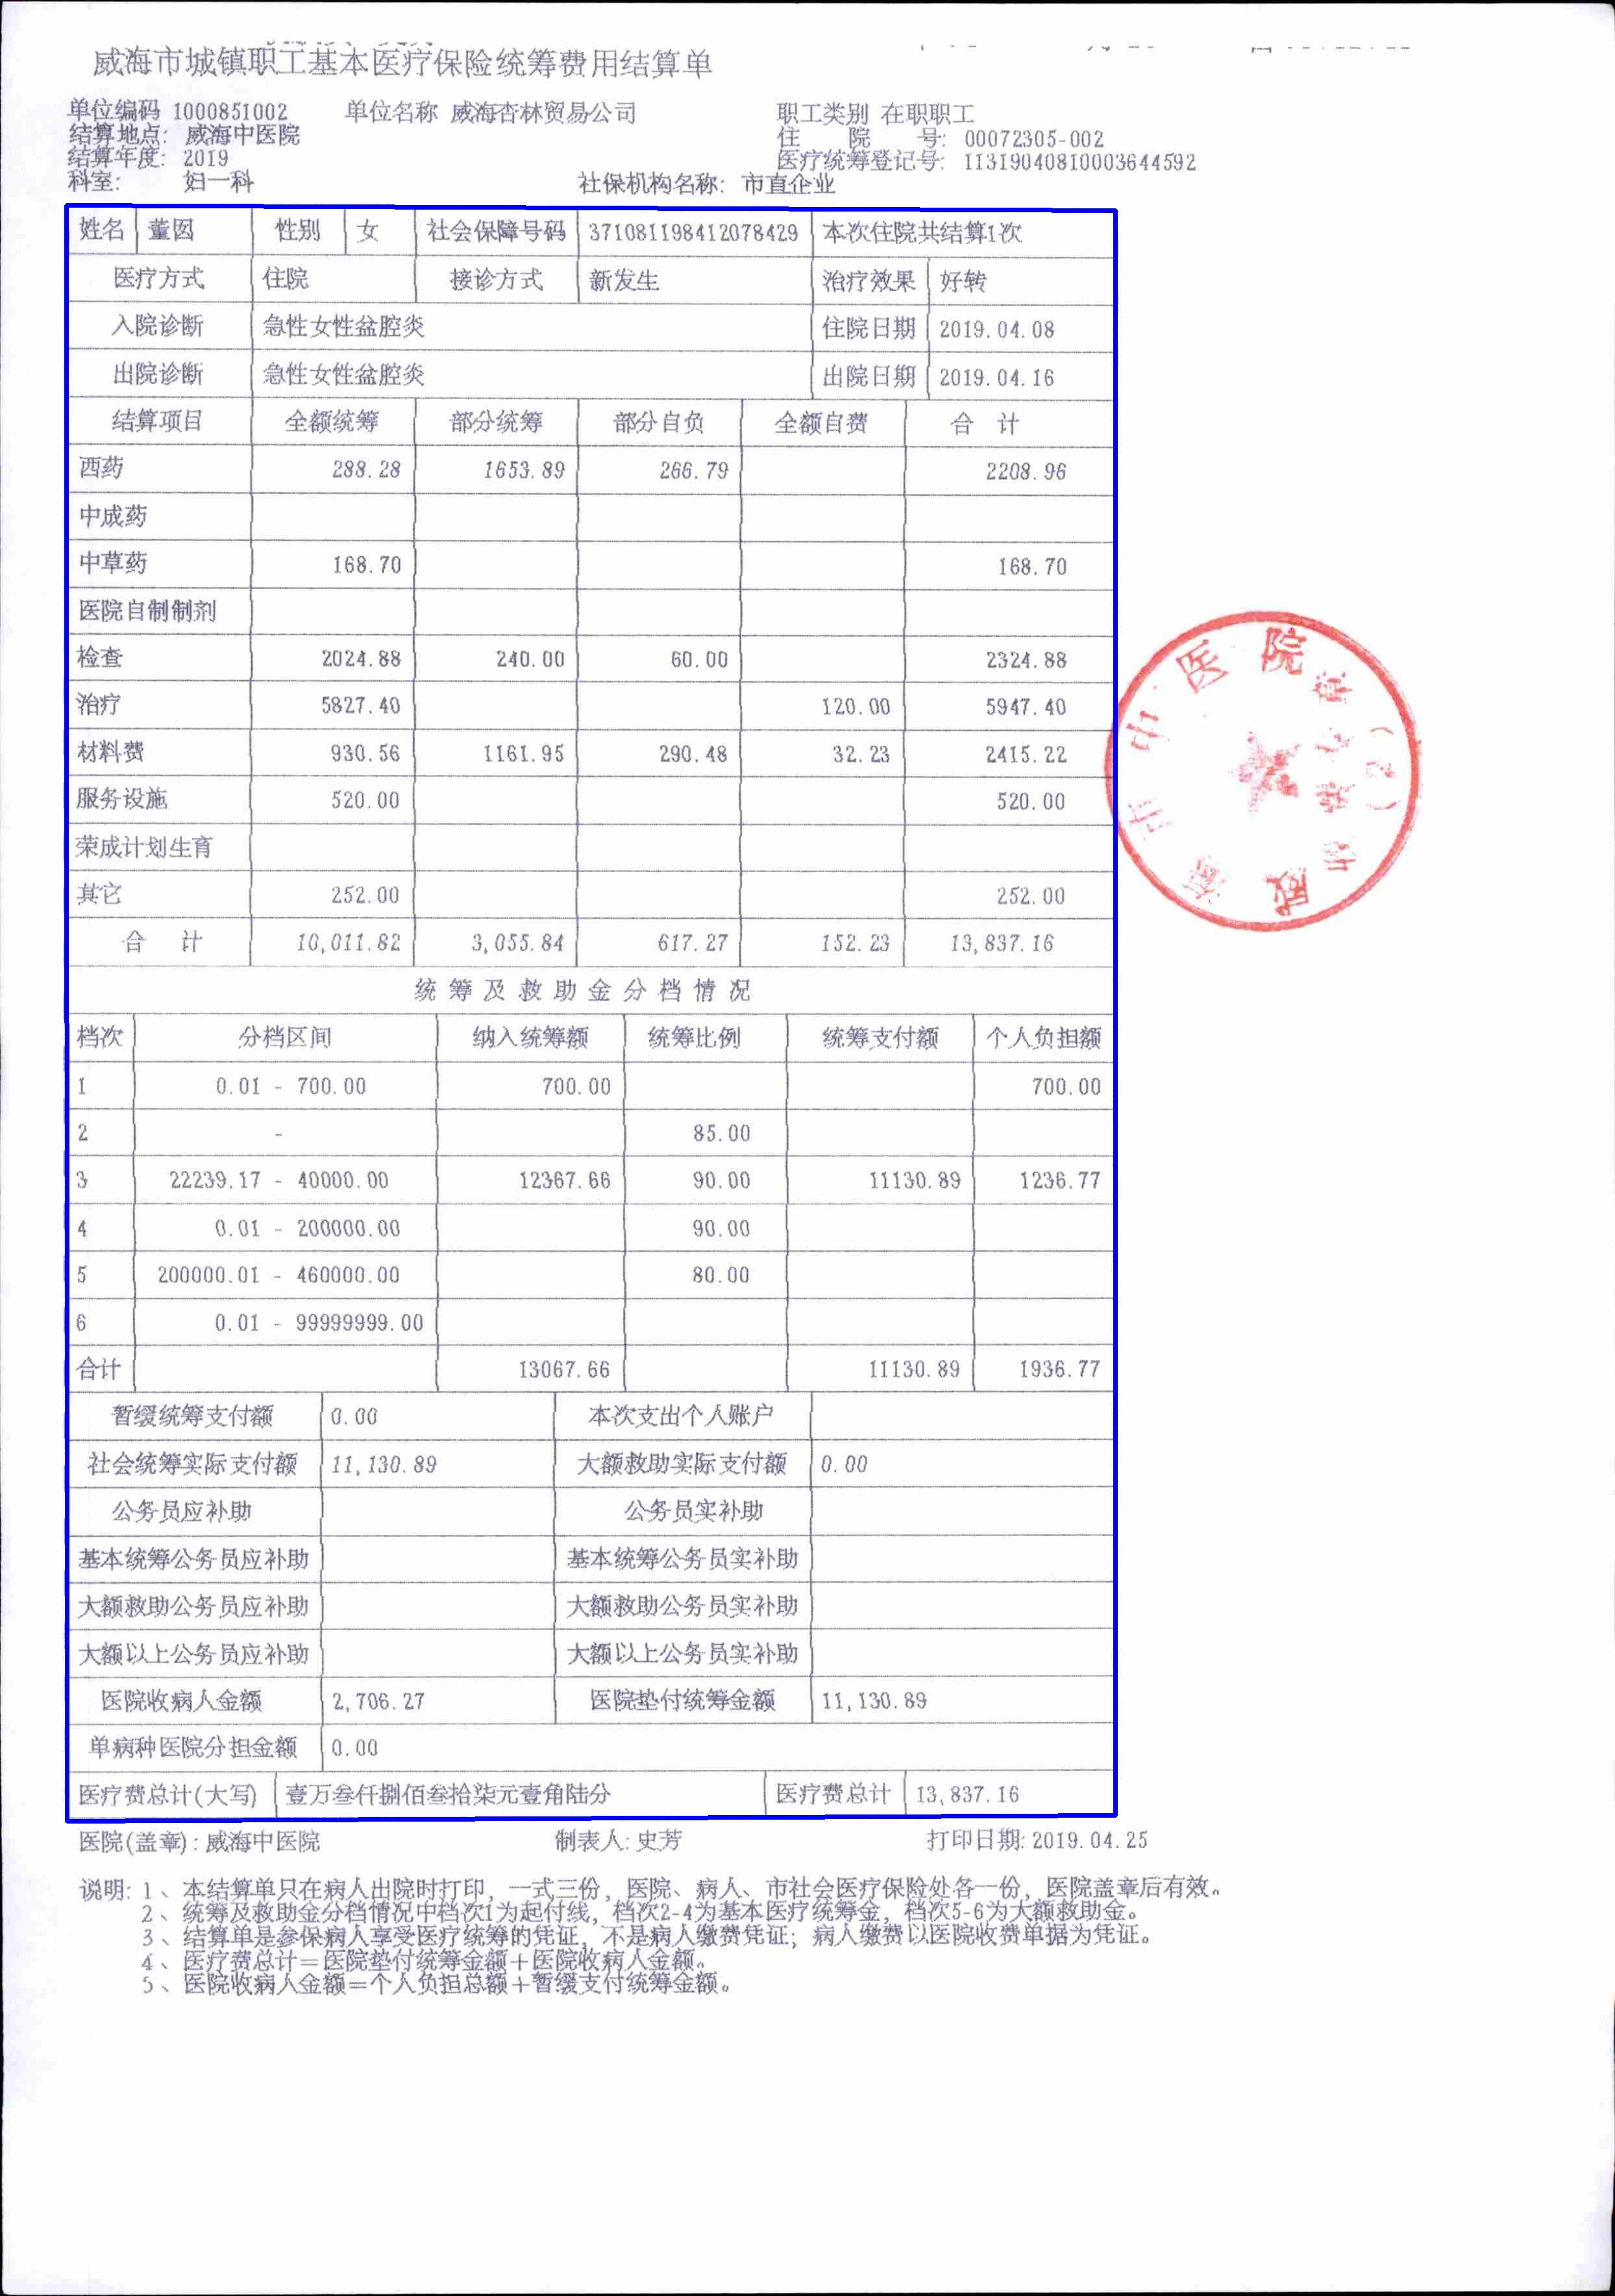 威海市城镇职工基本医疗保险统筹费用结算单
单位编码 1000851002 单位名称 威海杏林贸易公司 职工类别 在职职工
结算地点: 威海中医院 住 院 号: 00072305-002
结算年度: 2019 医疗统筹登记号: 11319040810003644592
科室: 妇一科 社保机构名称: 市直企业
姓名 董囡 性别 女 社会保障号码 371081198412078429 本次住院共结算1次
医疗方式 住院 接诊方式 新发生 治疗效果 好转
入院诊断 急性女性盆腔炎 住院日期 2019.04.08
出院诊断 急性女性盆腔炎 出院日期 2019.04.16
结算项目 全额统筹 部分统筹 部分自负 全额自费 合 计
西药 288.28 1653.89 266.79 2208.96
中成药
中草药 168.70 168.70
医院自制制剂
检查 2024.88 240.00 60.00 2324.88
治疗 5827.40 120.00 5947.40
材料费 930.56 1161.95 290.48 32.23 2415.22
服务设施 520.00 520.00
荣成计划生育
其它 252.00 252.00
合 计 10,011.82 3,055.84 617.27 152.23 13,837.16
统筹及救助金分档情况
档次 分档区间 纳入统筹额 统筹比例 统筹支付额 个人负担额
1 0.01 - 700.00 700.00 700.00
2 - 85.00
3 22239.17 - 40000.00 12367.66 90.00 11130.89 1236.77
4 0.01 - 200000.00 90.00
5 200000.01 - 460000.00 80.00
6 0.01 - 99999999.00
合计 13067.66 11130.89 1936.77
暂缓统筹支付额 0.00 本次支出个人账户
社会统筹实际支付额 11,130.89 大额救助实际支付额 0.00
公务员应补助 公务员实补助
基本统筹公务员应补助 基本统筹公务员实补助
大额救助公务员应补助 大额救助公务员实补助
大额以上公务员应补助 大额以上公务员实补助
医院收病人金额 2,706.27 医院垫付统筹金额 11,130.89
单病种医院分担金额 0.00
医疗费总计(大写) 壹万叁仟捌佰叁拾柒元壹角陆分 医疗费总计 13,837.16
医院(盖章): 威海中医院 制表人: 史芳 打印日期: 2019.04.25
说明: 1、本结算单只在病人出院时打印, 一式三份, 医院、病人、市社会医疗保险处各一份, 医院盖章后有效。
2、统筹及救助金分档情况中档次1为起付线, 档次2-4为基本医疗统筹金, 档次5-6为大额救助金。
3、结算单是参保病人享受医疗统筹的凭证, 不是病人缴费凭证; 病人缴费以医院收费单据为凭证。
4、医疗费总计＝医院垫付统筹金额＋医院收病人金额。
5、医院收病人金额＝个人负担总额＋暂缓支付统筹金额。
威海市中医院